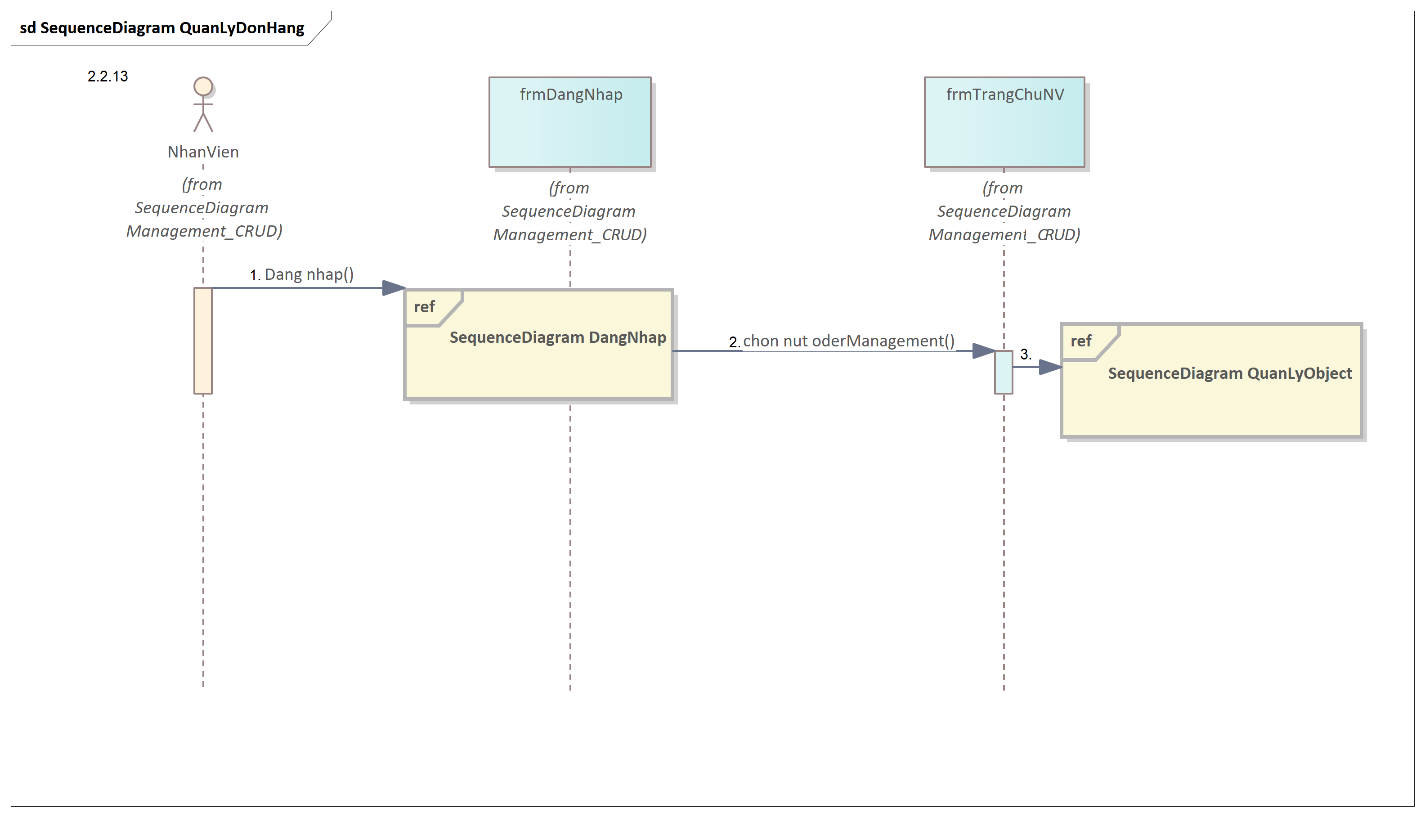 sd SequenceDiagram QuanLyDonHang
2.2.13
NhanVien
(from
SequenceDiagram
Management_CRUD)
frmDangNhap
(from
SequenceDiagram
Management_CRUD)
frmTrangChuNV
(from
SequenceDiagram
Management_CRUD)
1. Dang nhap()
ref
SequenceDiagram DangNhap
2. chon nut oderManagement()
3.
ref
SequenceDiagram QuanLyObject